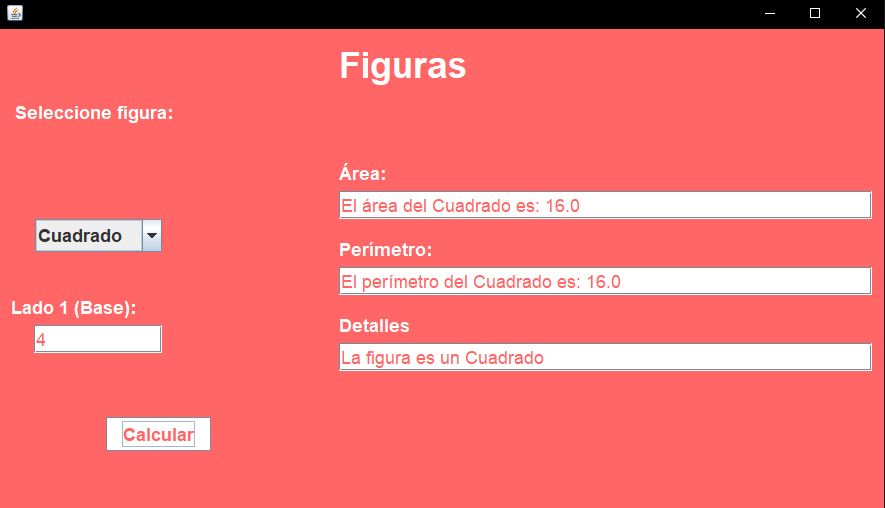 Figuras
Seleccione figura:
Cuadrado
Lado 1 (Base):
4
Calcular
Área:
El área del Cuadrado es: 16.0
Perímetro:
El perímetro del Cuadrado es: 16.0
Detalles
La figura es un Cuadrado